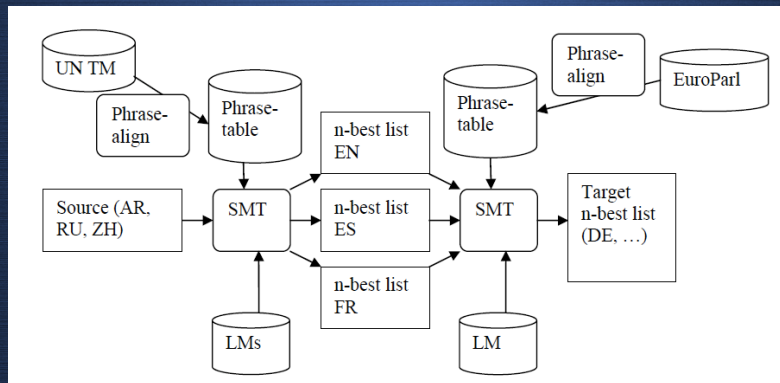 UN TM
Phrase-
align
Phrase-
table
Phrase-
align
EuroParl
Phrase-
table
n-best list
EN
Source (AR,
RU, ZH)
SMT
n-best list
ES
SMT
Target
n-best list
(DE, …)
n-best list
FR
LMs
LM